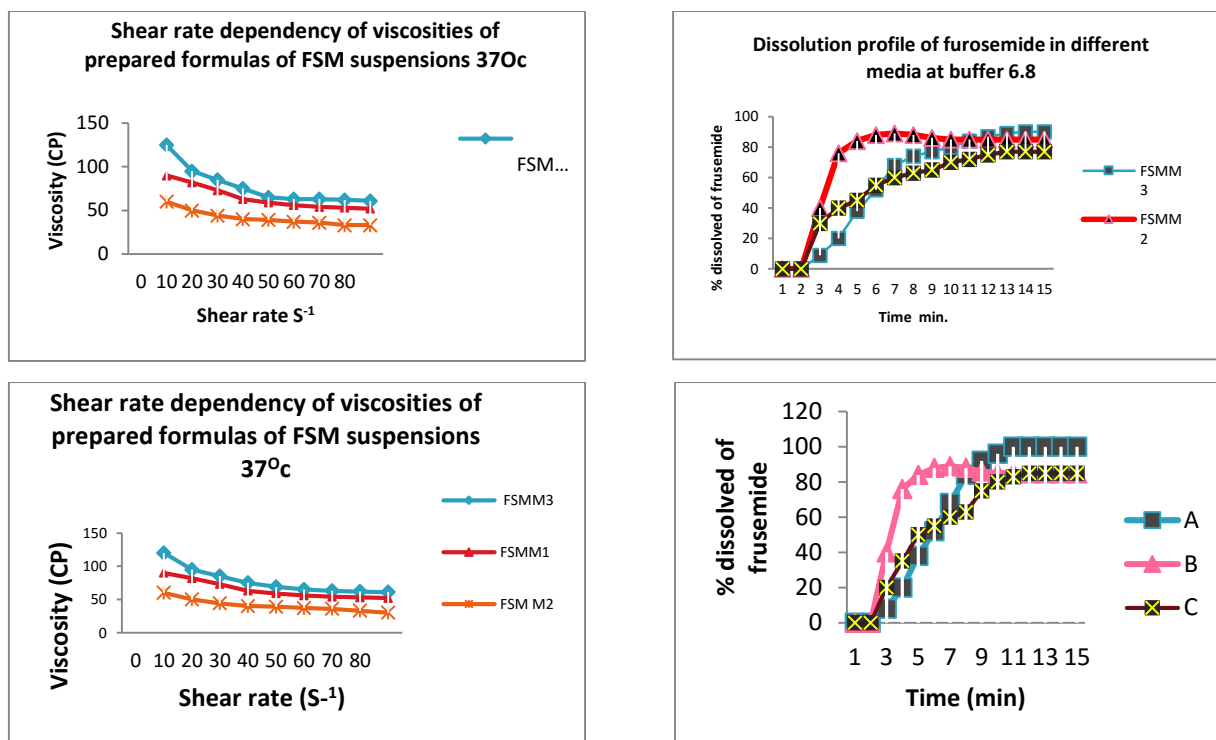 Shear rate dependency of viscosities of
prepared formulas of FSM suspensions 37Oc
Viscosity (CP)
150
100
50
0
0 10 20 30 40 50 60 70 80
Shear rate S-1
FSM...
Dissolution profile of furosemide in different
media at buffer 6.8
% dissolved of frusemide
100
80
60
40
20
0
1 2 3 4 5 6 7 8 9 10 11 12 13 14 15
Time min.
FSMM
3
FSMM
2
Shear rate dependency of viscosities of
prepared formulas of FSM suspensions
37Oc
Viscosity (CP)
150
100
50
0
0 10 20 30 40 50 60 70 80
Shear rate (S-1)
FSMM3
FSMM1
FSM M2
% dissolved of
frusemide
120
100
80
60
40
20
0
1 3 5 7 9 11 13 15
Time (min)
A
B
C